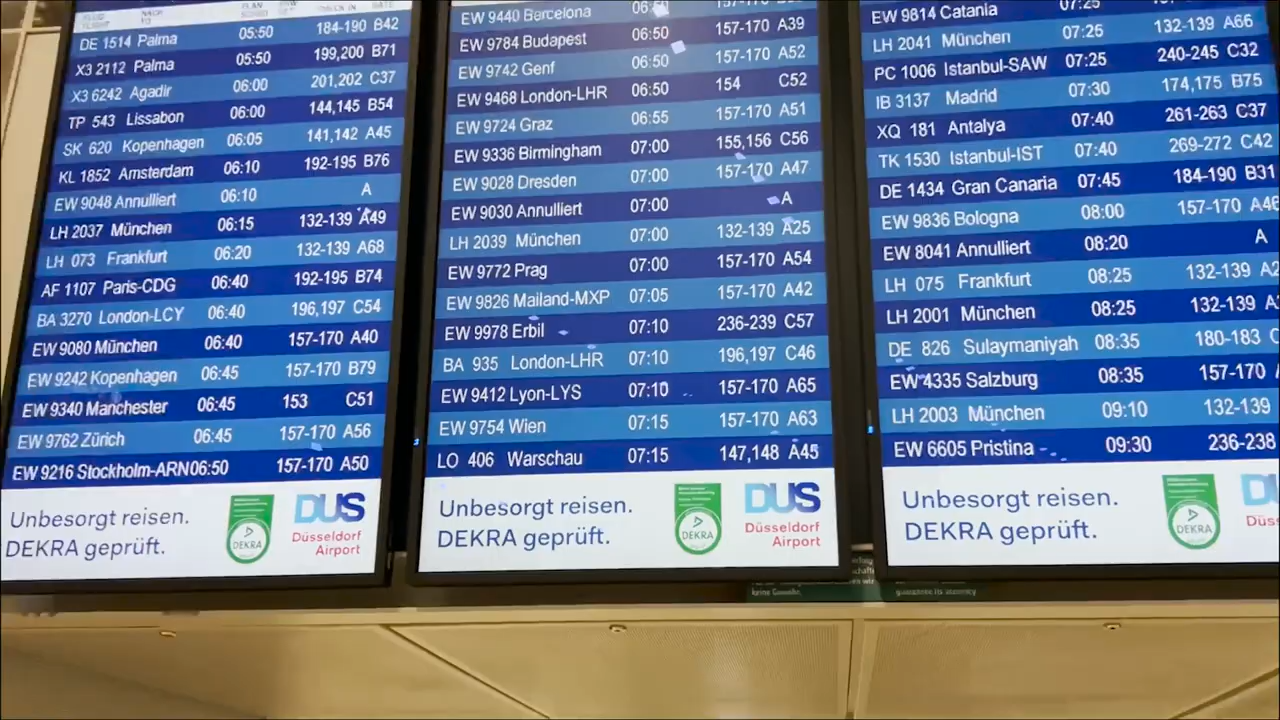 FLUG FLIGHT NACH TO PLAN SCHED CHECK IN GATE
DE 1514 Palma 05:50 184-190 B42
X3 2112 Palma 05:50 199,200 B71
X3 6242 Agadir 06:00 201,202 C37
TP 543 Lissabon 06:00 144,145 B54
SK 620 Kopenhagen 06:05 141,142 A45
KL 1852 Amsterdam 06:10 192-195 B76
EW 9048 Annulliert 06:10 A
LH 2037 München 06:15 132-139 A49
LH 073 Frankfurt 06:20 132-139 A68
AF 1107 Paris-CDG 06:40 192-195 B74
BA 3270 London-LCY 06:40 196,197 C54
EW 9080 München 06:40 157-170 A40
EW 9242 Kopenhagen 06:45 157-170 B79
EW 9340 Manchester 06:45 153 C51
EW 9762 Zürich 06:45 157-170 A56
EW 9216 Stockholm-ARN 06:50 157-170 A50
Unbesorgt reisen.
DEKRA geprüft.
DEKRA
DUS
Düsseldorf
Airport
EW 9440 Barcelona 157-170
EW 9784 Budapest 06:50 157-170 A39
EW 9742 Genf 06:50 157-170 A52
EW 9468 London-LHR 06:50 154 C52
EW 9724 Graz 06:55 157-170 A51
EW 9336 Birmingham 07:00 155,156 C56
EW 9028 Dresden 07:00 157-170 A47
EW 9030 Annulliert 07:00 A
LH 2039 München 07:00 132-139 A25
EW 9772 Prag 07:00 157-170 A54
EW 9826 Mailand-MXP 07:05 157-170 A42
EW 9978 Erbil 07:10 236-239 C57
BA 935 London-LHR 07:10 196,197 C46
EW 9412 Lyon-LYS 07:10 157-170 A65
EW 9754 Wien 07:15 157-170 A63
LO 406 Warschau 07:15 147,148 A45
Unbesorgt reisen.
DEKRA geprüft.
DEKRA
DUS
Düsseldorf
Airport
EW 9814 Catania 07:25
LH 2041 München 07:25 132-139 A66
PC 1006 Istanbul-SAW 07:25 240-245 C32
IB 3137 Madrid 07:30 174,175 B75
XQ 181 Antalya 07:40 261-263 C37
TK 1530 Istanbul-IST 07:40 269-272 C42
DE 1434 Gran Canaria 07:45 184-190 B31
EW 9836 Bologna 08:00 157-170 A46
EW 8041 Annulliert 08:20 A
LH 075 Frankfurt 08:25 132-139 A2
LH 2001 München 08:25 132-139 A
DE 826 Sulaymaniyah 08:35 180-183
EW 4335 Salzburg 08:35 157-170
LH 2003 München 09:10 132-139
EW 6605 Pristina 09:30 236-238
Unbesorgt reisen.
DEKRA geprüft.
DEKRA
keine Gewähr.